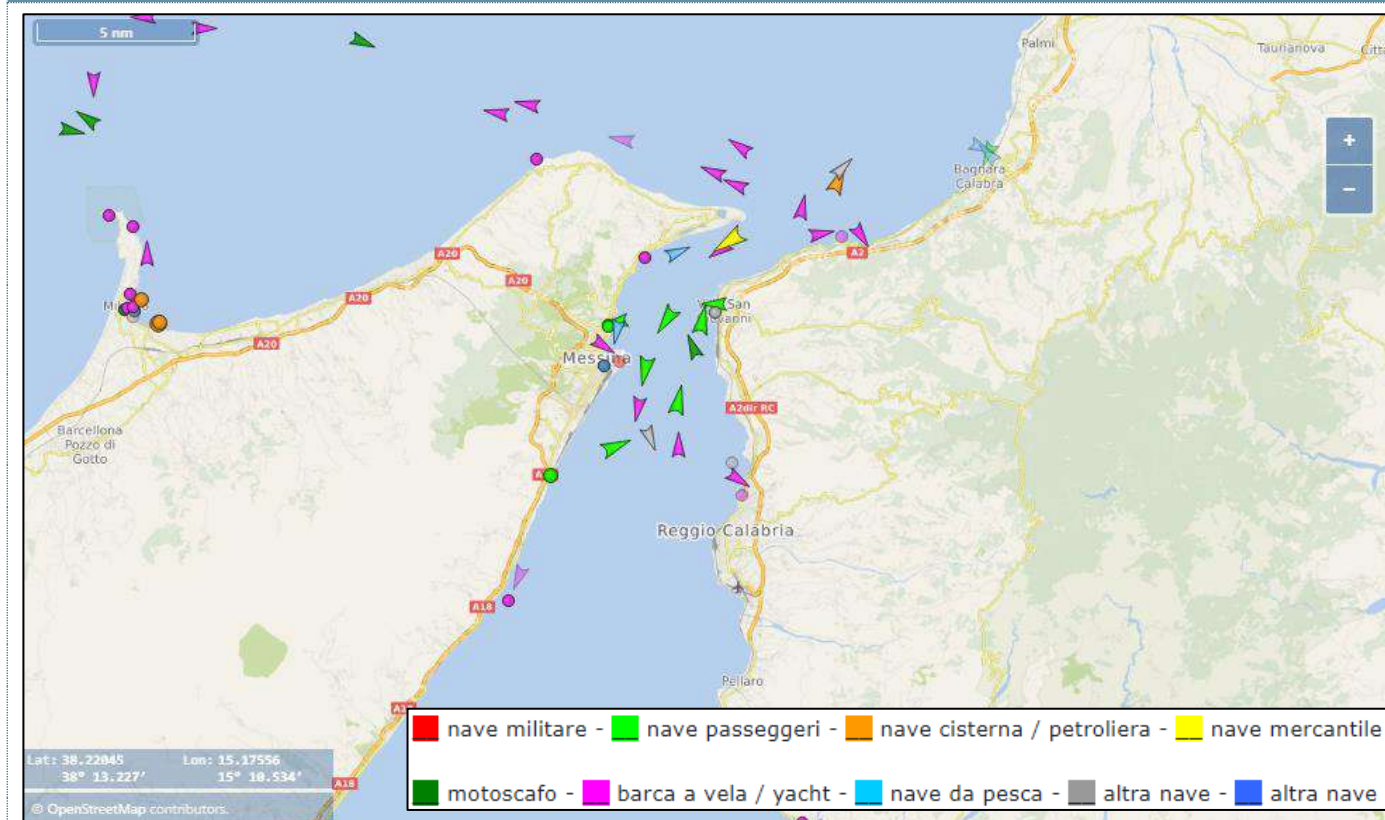 5 nm
Palmi
Taurianova
+
−
Bagnara
Calabra
A20
A2
A20
A20
San
A20
Messina
A2dir RC
Barcellona
Pozzo di
Gotto
Reggio Calabria
A18
Pellaro
nave militare - nave passeggeri - nave cisterna / petroliera - nave mercantile
motoscafo - barca a vela / yacht - nave da pesca - altra nave - altra nave
Lat: 38.22045 Lon: 15.17556
38° 13.227′ 15° 10.534′
A18
© OpenStreetMap contributors.